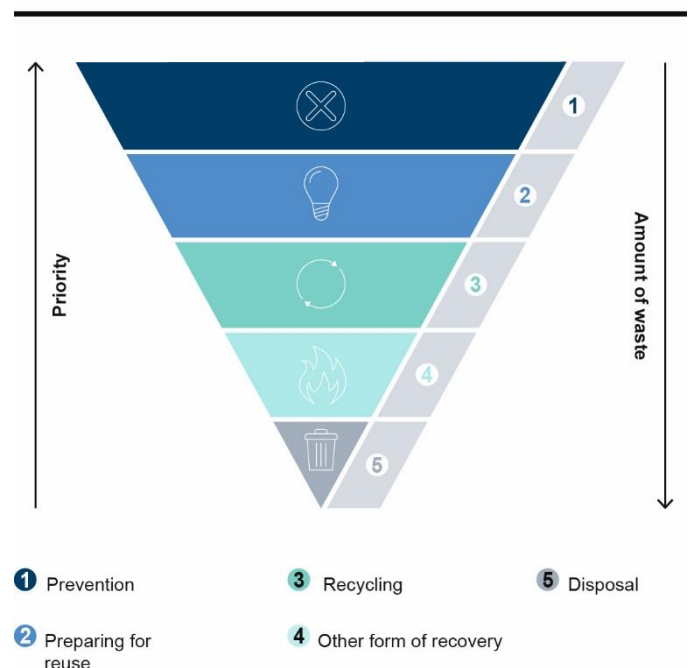 1
2
3
4
5
Priority
Amount of waste
1 Prevention
3 Recycling
5 Disposal
2 Preparing for
reuse
4 Other form of recovery